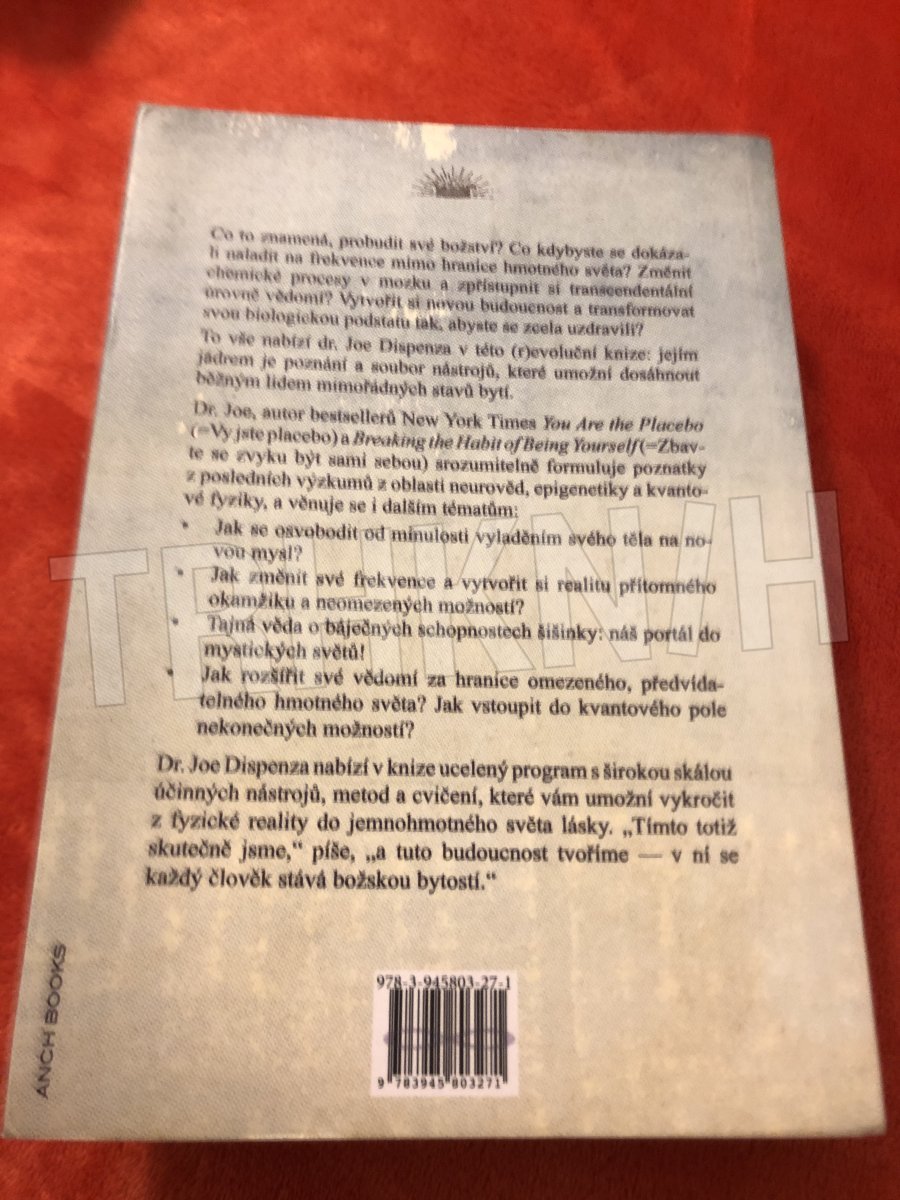 Co to znamená, probudit své božství? Co kdybyste se dokáza-
li naladit na frekvence mimo hranice hmotného světa? Změnit
chemické procesy v mozku a zpřístupnit si transcendentální
úrovně vědomí? Vytvořit si novou budoucnost a transformovat
svou biologickou podstatu tak, abyste se zcela uzdravili?
To vše nabízí dr. Joe Dispenza v této (r)evoluční knize: jejím
jádrem je poznání a soubor nástrojů, které umožní dosáhnout
běžným lidem mimořádných stavů bytí.
Dr. Joe, autor bestsellerů New York Times You Are the Placebo
(=Vy jste placebo) a Breaking the Habit of Being Yourself (=Zbav-
te se zvyku být sami sebou) srozumitelně formuluje poznatky
z posledních výzkumů z oblasti neurověd, epigenetiky a kvanto-
vé fyziky, a věnuje se i dalším tématům:
• Jak se osvobodit od minulosti vyladěním svého těla na no-
vou mysl?
• Jak změnit své frekvence a vytvořit si realitu přítomného
okamžiku a neomezených možností?
• Tajná věda o báječných schopnostech šišinky: náš portál do
mystických světů!
• Jak rozšířit své vědomí za hranice omezeného, předvída-
telného hmotného světa? Jak vstoupit do kvantového pole
nekonečných možností?
Dr. Joe Dispenza nabízí v knize ucelený program s širokou skálou
účinných nástrojů, metod a cvičení, které vám umožní vykročit
z fyzické reality do jemnohmotného světa lásky. „Tímto totiž
skutečně jsme,“ píše, „a tuto budoucnost tvoříme — v ní se
každý člověk stává božskou bytostí.“
ANCH BOOKS
978-3-945803-27-1
9 783945 803271